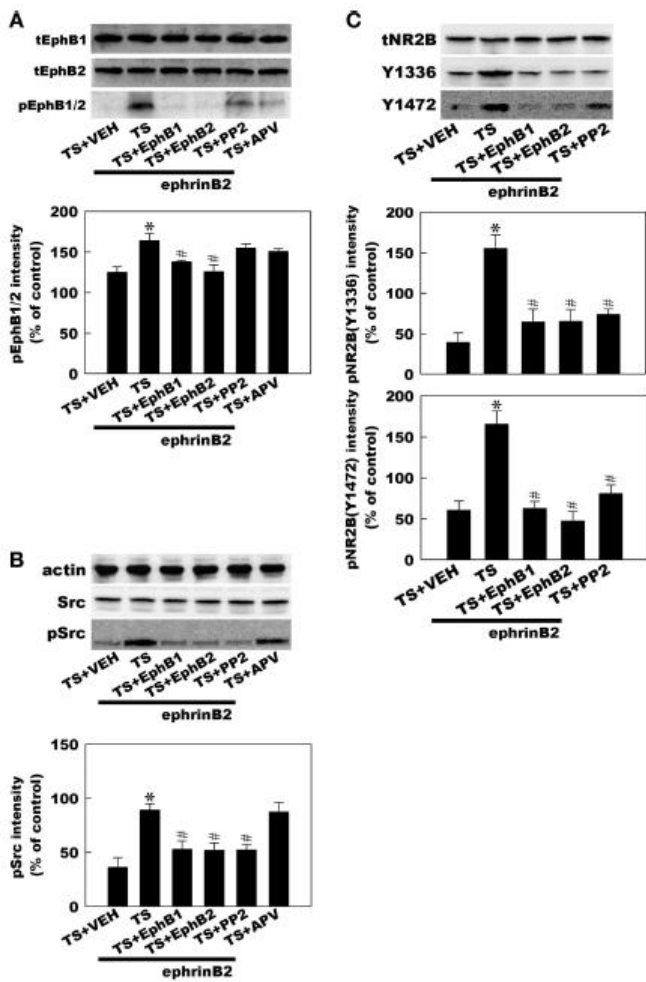 A
tEphB1
tEphB2
pEphB1/2
TS+VEH
TS
TS+EphB1
TS+EphB2
TS+PP2
TS+APV
ephrinB2
pEphB1/2 intensity
(% of control)
200
150
100
50
0
*
#
#
TS+VEH
TS
TS+EphB1
TS+EphB2
TS+PP2
TS+APV
ephrinB2
B
actin
Src
pSrc
TS+VEH
TS
TS+EphB1
TS+EphB2
TS+PP2
TS+APV
ephrinB2
pSrc intensity
(% of control)
150
100
50
0
*
#
#
#
TS+VEH
TS
TS+EphB1
TS+EphB2
TS+PP2
TS+APV
ephrinB2
C
tNR2B
Y1336
Y1472
TS+VEH
TS
TS+EphB1
TS+EphB2
TS+PP2
ephrinB2
pNR2B(Y1336) intensity
(% of control)
200
150
100
50
0
*
#
#
#
pNR2B(Y1472) intensity
(% of control)
200
150
100
50
0
*
#
#
#
TS+VEH
TS
TS+EphB1
TS+EphB2
TS+PP2
ephrinB2